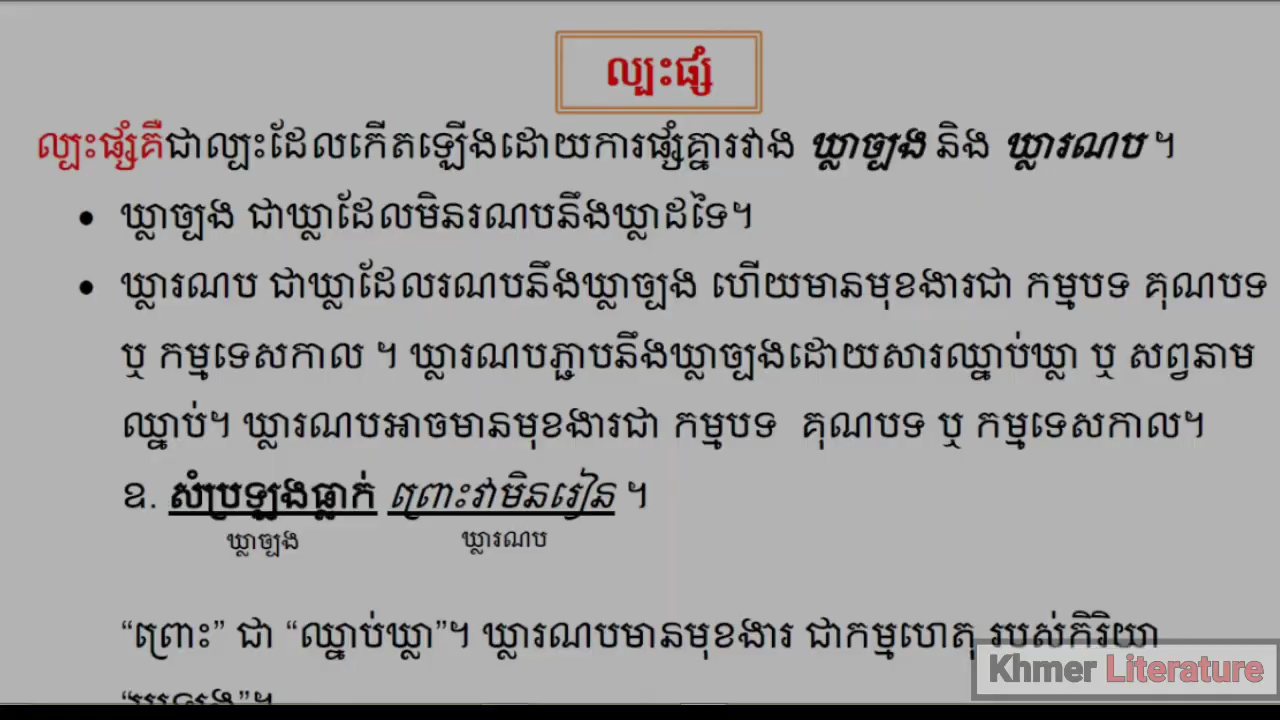 ល្បះផ្សំ
ល្បះផ្សំគឺជាល្បះដែលកើតឡើងដោយការផ្សំគ្នារវាង ឃ្លាច្បង និង ឃ្លារណប ។
• ឃ្លាច្បង ជាឃ្លាដែលមិនរណបនឹងឃ្លាដទៃ។
• ឃ្លារណប ជាឃ្លាដែលរណបនឹងឃ្លាច្បង ហើយមានមុខងារជា កម្មបទ គុណបទ
ឬ កម្មទេសកាល ។ ឃ្លារណបភ្ជាបនឹងឃ្លាច្បងដោយសារឈ្នាប់ឃ្លា ឬ សព្វនាម
ឈ្នាប់។ ឃ្លារណបអាចមានមុខងារជា កម្មបទ គុណបទ ឬ កម្មទេសកាល។
ឧ. សំប្រឡងធ្លាក់ ព្រោះវាមិនរៀន ។
ឃ្លាច្បង ឃ្លារណប
“ព្រោះ” ជា “ឈ្នាប់ឃ្លា”។ ឃ្លារណបមានមុខងារ ជាកម្មហេតុ របស់កិរិយា
Khmer Literature